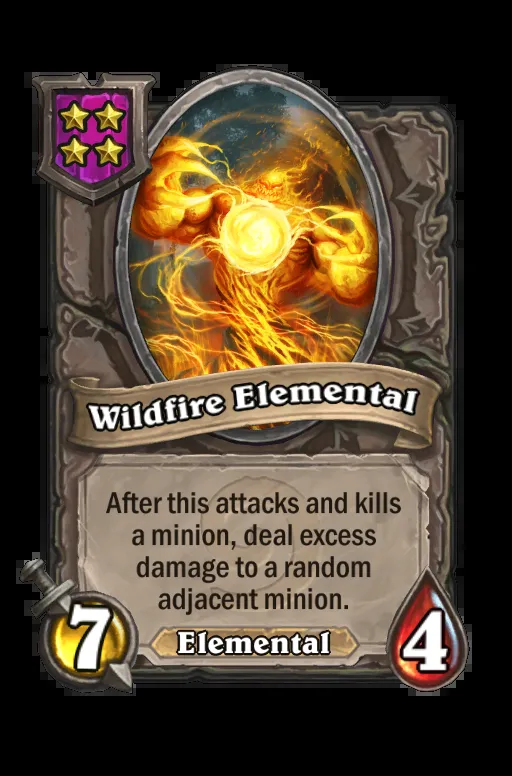 Wildfire Elemental
After this attacks and kills
a minion, deal excess
damage to a random
adjacent minion.
Elemental
7
4